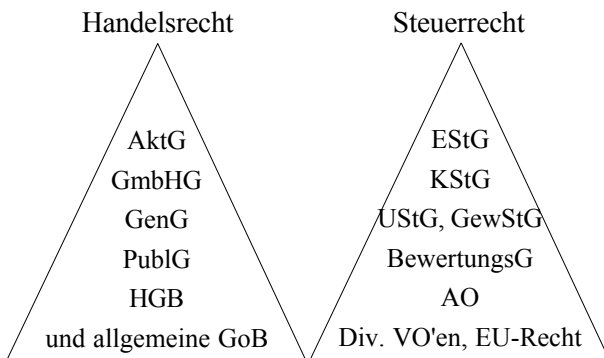 Handelsrecht
AktG
GmbHG
GenG
PublG
HGB
und allgemeine GoB
Steuerrecht
EStG
KStG
UStG, GewStG
BewertungsG
AO
Div. VO'en, EU-Recht